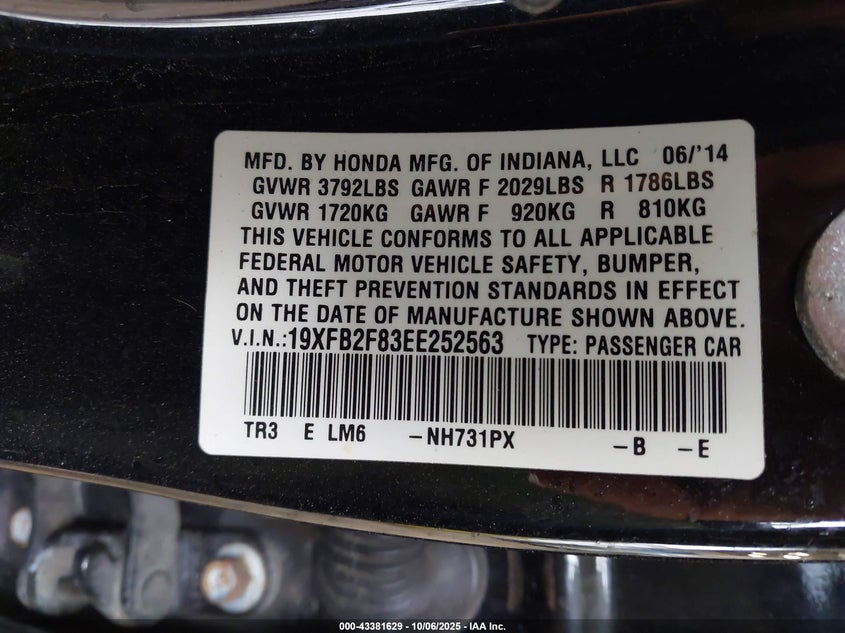 MFD. BY HONDA MFG. OF INDIANA, LLC 06/'14
GVWR 3792LBS GAWR F 2029LBS R 1786LBS
GVWR 1720KG GAWR F 920KG R 810KG
THIS VEHICLE CONFORMS TO ALL APPLICABLE
FEDERAL MOTOR VEHICLE SAFETY, BUMPER,
AND THEFT PREVENTION STANDARDS IN EFFECT
ON THE DATE OF MANUFACTURE SHOWN ABOVE.
V.I.N.:19XFB2F83EE252563 TYPE: PASSENGER CAR
TR3 E LM6 –NH731PX –B –E
000-43381629 - 10/06/2025 - IAA Inc.